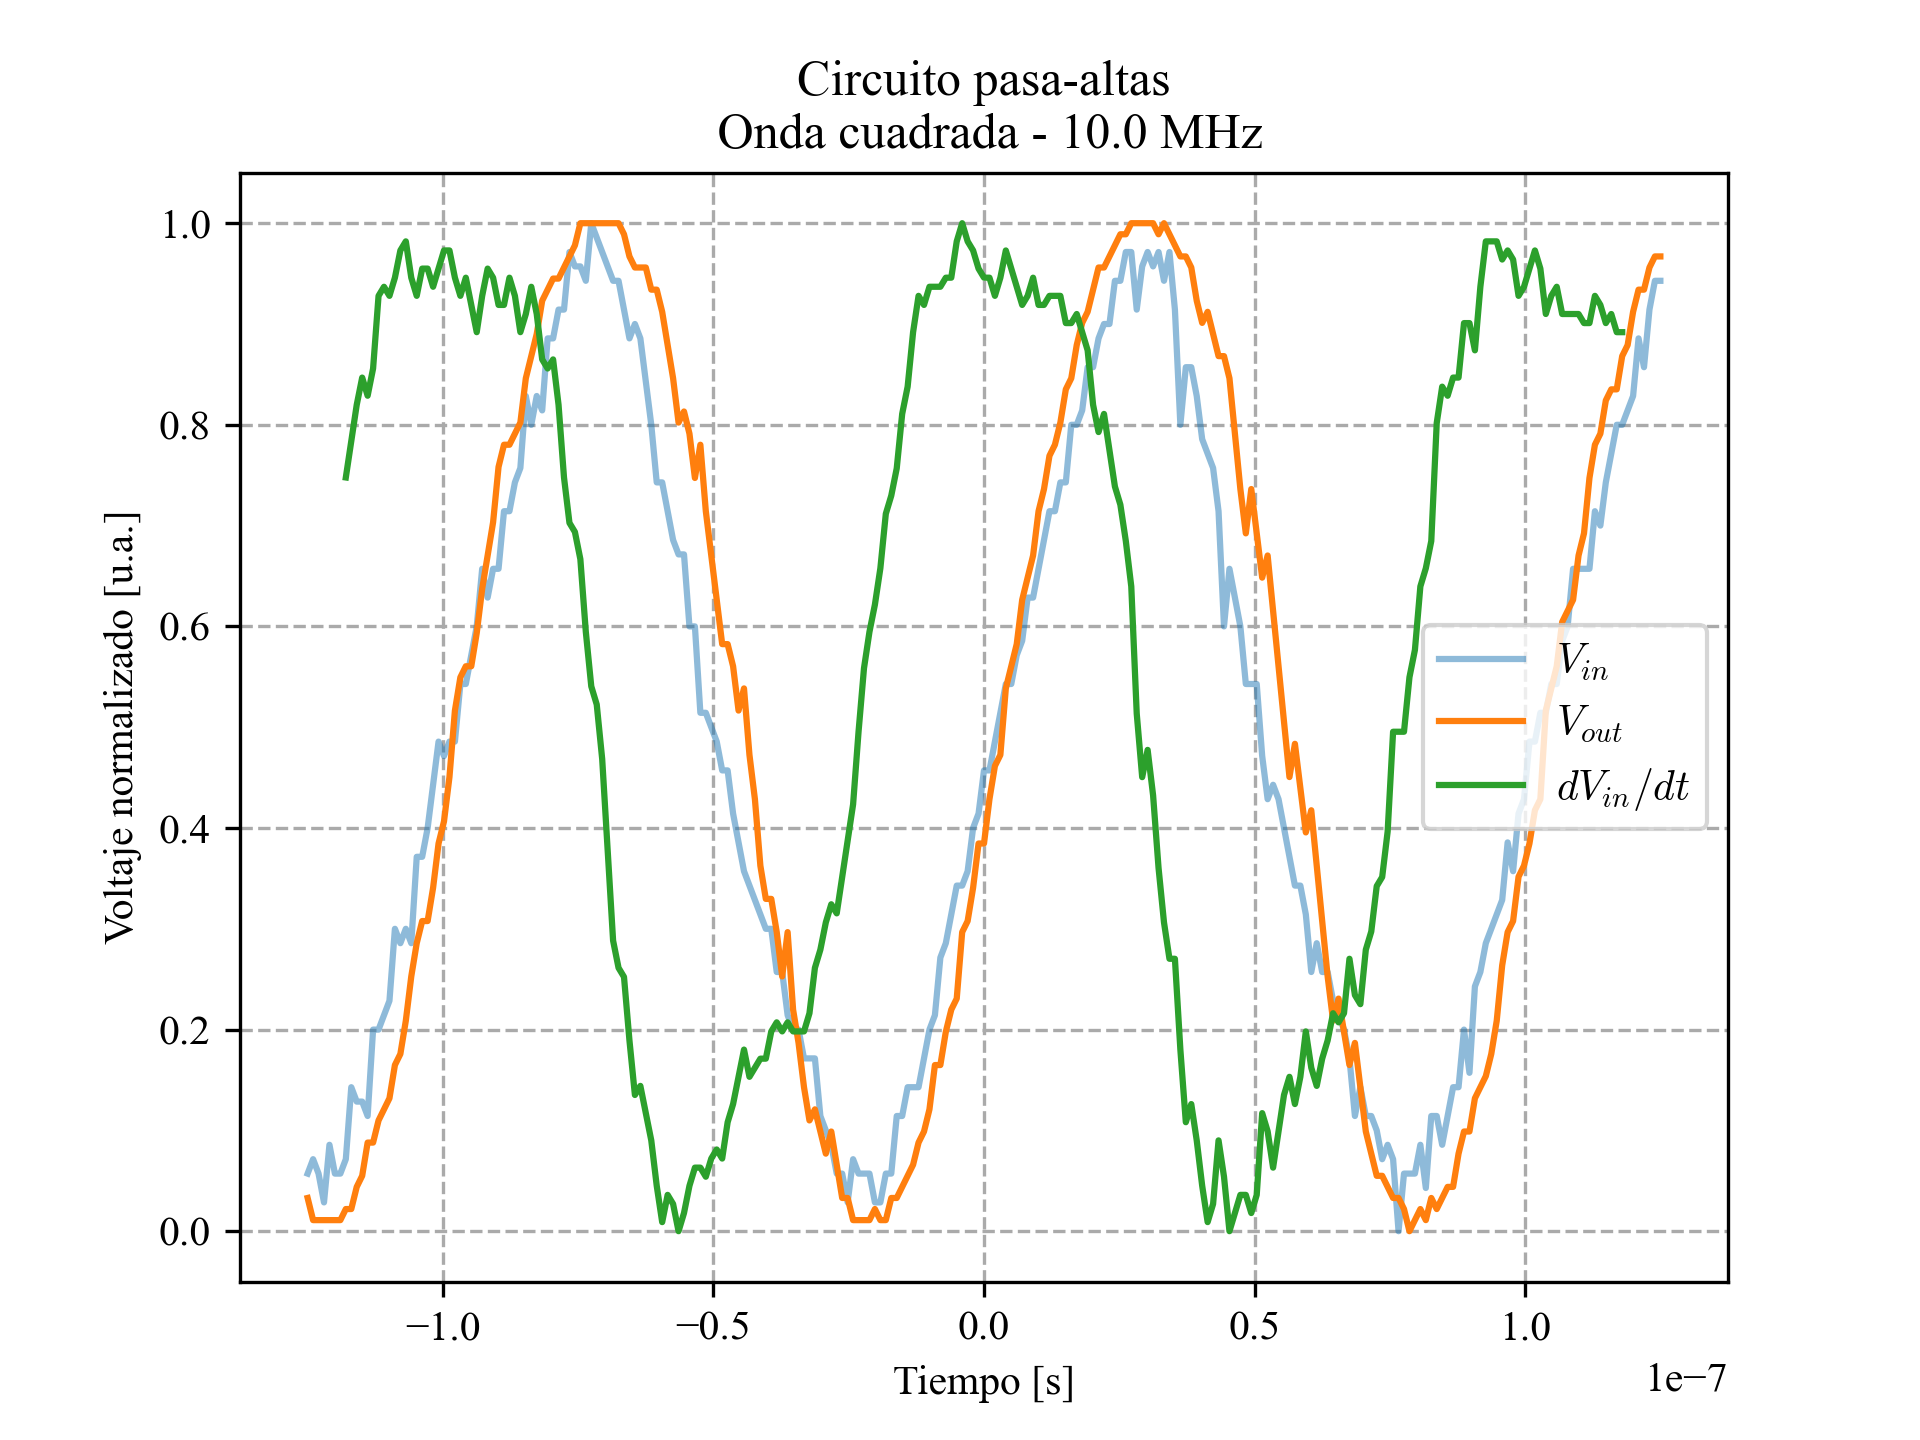 Circuito pasa-altas
Onda cuadrada - 10.0 MHz
Voltaje normalizado [u.a.]
1.0
0.8
0.6
0.4
0.2
0.0
V_{in}
V_{out}
dV_{in}/dt
−1.0 −0.5 0.0 0.5 1.0
1e−7
Tiempo [s]